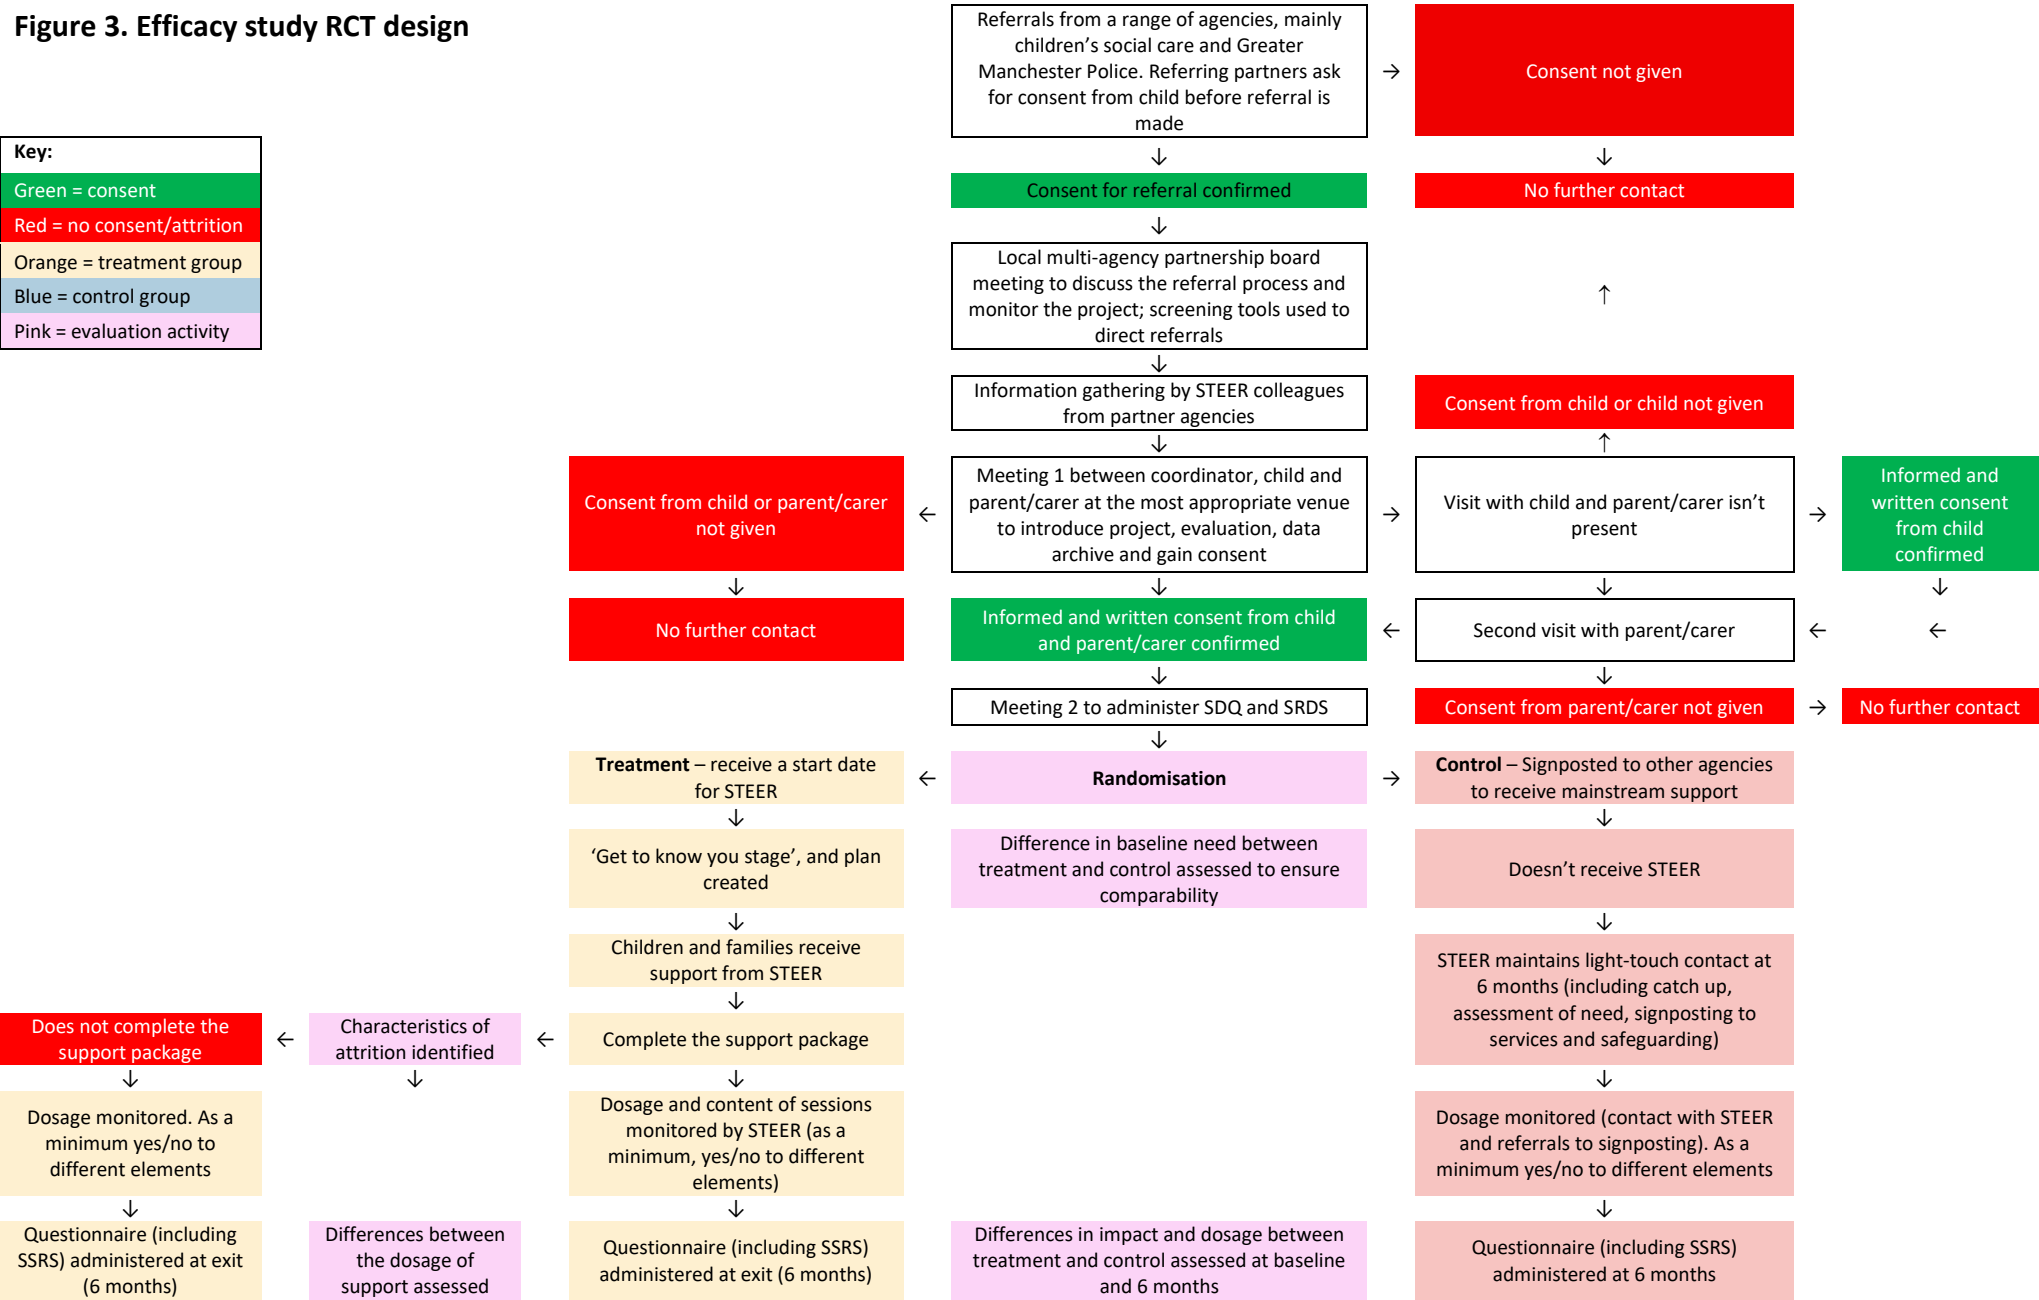 Figure 3. Efficacy study RCT design
Referrals from a range of agencies, mainly
children’s social care and Greater
Manchester Police. Referring partners ask
for consent from child before referral is
made
→
Consent not given
Key:
Green = consent
Red = no consent/attrition
Orange = treatment group
Blue = control group
Pink = evaluation activity
↓
↓
Consent for referral confirmed
No further contact
↓
Local multi-agency partnership board
meeting to discuss the referral process and
monitor the project; screening tools used to
direct referrals
↑
↓
Information gathering by STEER colleagues
from partner agencies
Consent from child or child not given
↓
↑
Consent from child or parent/carer
not given
←
Meeting 1 between coordinator, child and
parent/carer at the most appropriate venue
to introduce project, evaluation, data
archive and gain consent
→
Visit with child and parent/carer isn’t
present
→
Informed and
written consent
from child
confirmed
↓
↓
↓
↓
No further contact
Informed and written consent from child
and parent/carer confirmed
←
Second visit with parent/carer
←
←
↓
↓
Meeting 2 to administer SDQ and SRDS
Consent from parent/carer not given
→
No further contact
↓
Treatment – receive a start date
for STEER
←
Randomisation
→
Control – Signposted to other agencies
to receive mainstream support
↓
↓
‘Get to know you stage’, and plan
created
Difference in baseline need between
treatment and control assessed to ensure
comparability
Doesn’t receive STEER
↓
↓
Children and families receive
support from STEER
STEER maintains light-touch contact at
6 months (including catch up,
assessment of need, signposting to
services and safeguarding)
↓
Does not complete the
support package
←
Characteristics of
attrition identified
←
Complete the support package
↓
↓
↓
↓
Dosage monitored. As a
minimum yes/no to
different elements
Dosage and content of sessions
monitored by STEER (as a
minimum, yes/no to different
elements)
Dosage monitored (contact with STEER
and referrals to signposting). As a
minimum yes/no to different elements
↓
↓
↓
Questionnaire (including
SSRS) administered at exit
(6 months)
Differences between
the dosage of
support assessed
Questionnaire (including SSRS)
administered at exit (6 months)
Differences in impact and dosage between
treatment and control assessed at baseline
and 6 months
Questionnaire (including SSRS)
administered at 6 months